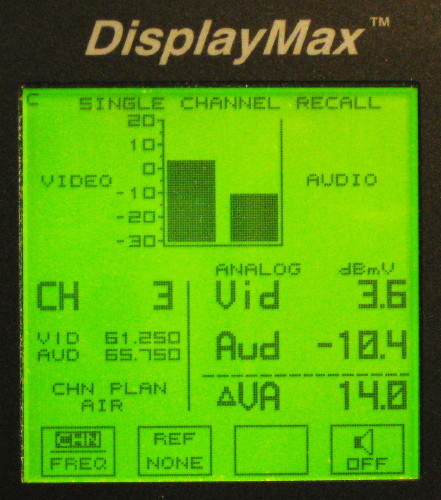 DisplayMax™
C
SINGLE CHANNEL RECALL
20
10
0
-10
-20
-30
VIDEO
AUDIO
ANALOG dBmV
CH 3
Vid 3.6
VID 61.250
AUD 65.750
Aud -10.4
CHN PLAN
AIR
ΔVA 14.0
CHN
FREQ
REF
NONE
OFF